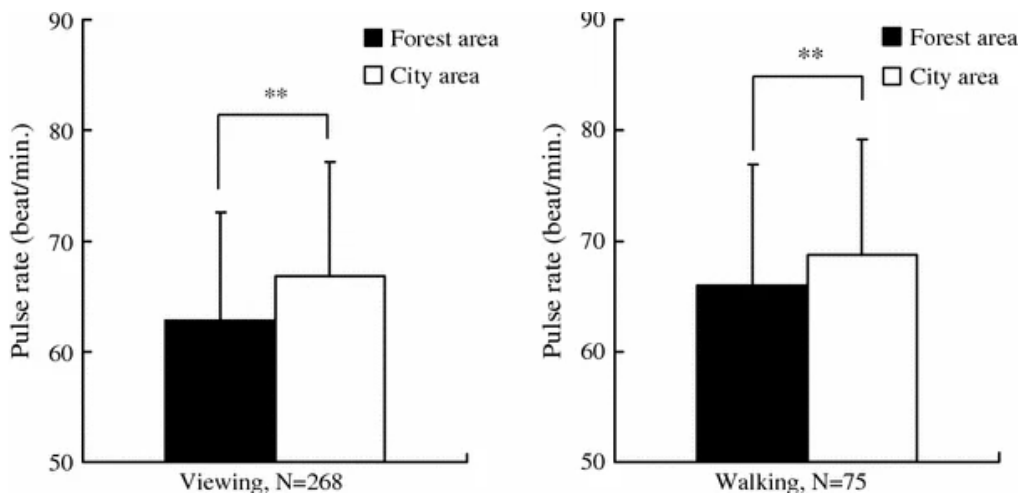 90
80
70
60
50
Pulse rate (beat/min.)
Forest area
City area
**
Viewing, N=268
90
80
70
60
50
Pulse rate (beat/min.)
Forest area
City area
**
Walking, N=75